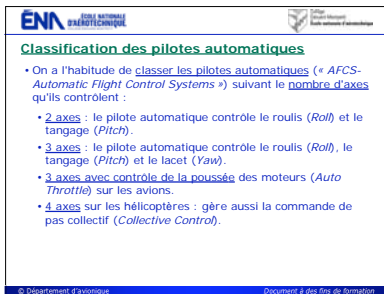 ÉNA ÉCOLE NATIONALE
D'AÉROTECHNIQUE
Collège
Édouard-Montpetit
École nationale d'aérotechnique
Classification des pilotes automatiques
• On a l'habitude de classer les pilotes automatiques (« AFCS-
Automatic Flight Control Systems ») suivant le nombre d'axes
qu'ils contrôlent :
• 2 axes : le pilote automatique contrôle le roulis (Roll) et le
tangage (Pitch).
• 3 axes : le pilote automatique contrôle le roulis (Roll), le
tangage (Pitch) et le lacet (Yaw).
• 3 axes avec contrôle de la poussée des moteurs (Auto
Throttle) sur les avions.
• 4 axes sur les hélicoptères : gère aussi la commande de
pas collectif (Collective Control).
© Département d'avionique
Document à des fins de formation